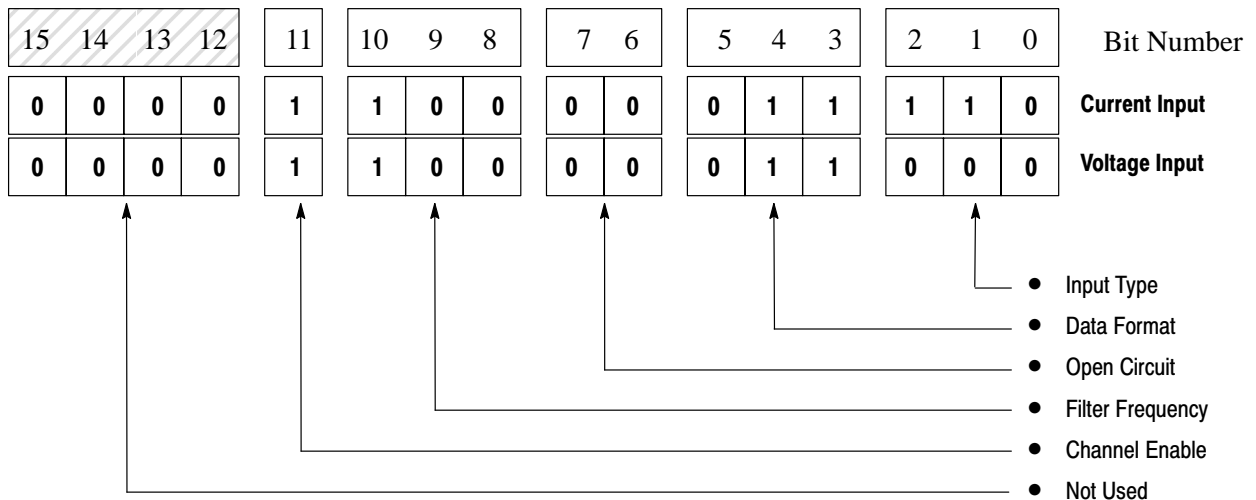 15 14 13 12 11 10 9 8 7 6 5 4 3 2 1 0 Bit Number
0 0 0 0 1 1 0 0 0 0 0 1 1 1 1 0 Current Input
0 0 0 0 1 1 0 0 0 0 0 1 1 0 0 0 Voltage Input
● Input Type
● Data Format
● Open Circuit
● Filter Frequency
● Channel Enable
● Not Used